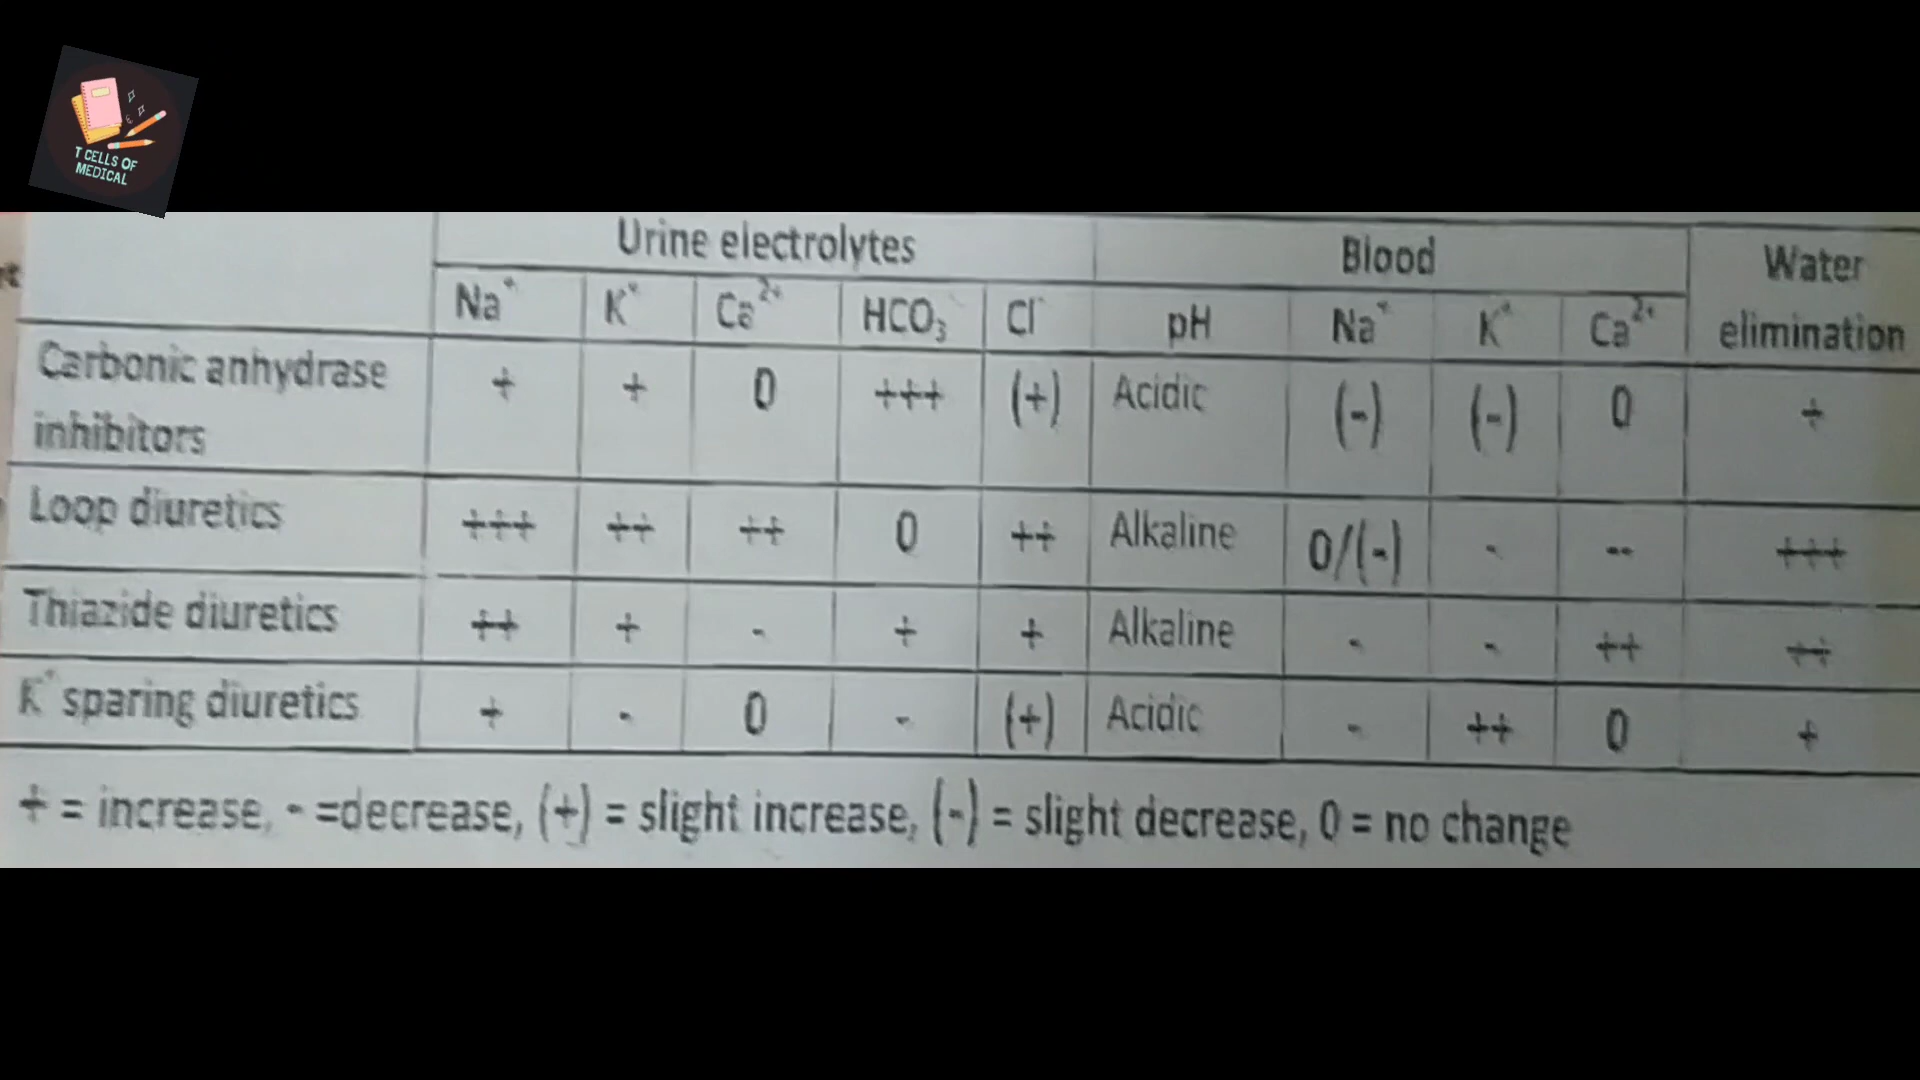 T CELLS OF
MEDICAL
Urine electrolytes Blood Water elimination
Na⁺ K⁺ Ca²⁺ HCO₃⁻ Cl⁻ pH Na⁺ K⁺ Ca²⁺
Carbonic anhydrase inhibitors + + 0 +++ (+) Acidic (-) (-) 0 +
Loop diuretics +++ ++ ++ 0 ++ Alkaline 0/(-) - -- +++
Thiazide diuretics ++ + - + + Alkaline - - ++ ++
K⁺ sparing diuretics + - 0 - (+) Acidic - ++ 0 +
+ = increase, - =decrease, (+) = slight increase, (-) = slight decrease, 0 = no change